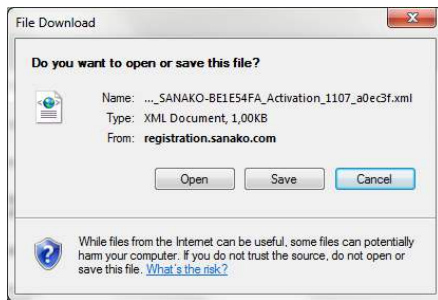 File Download
Do you want to open or save this file?
Name: ..._SANAKO-BE1E54FA_Activation_1107_a0ec3f.xml
Type: XML Document, 1,00KB
From: registration.sanako.com
Open Save Cancel
While files from the Internet can be useful, some files can potentially
harm your computer. If you do not trust the source, do not open or
save this file. What's the risk?